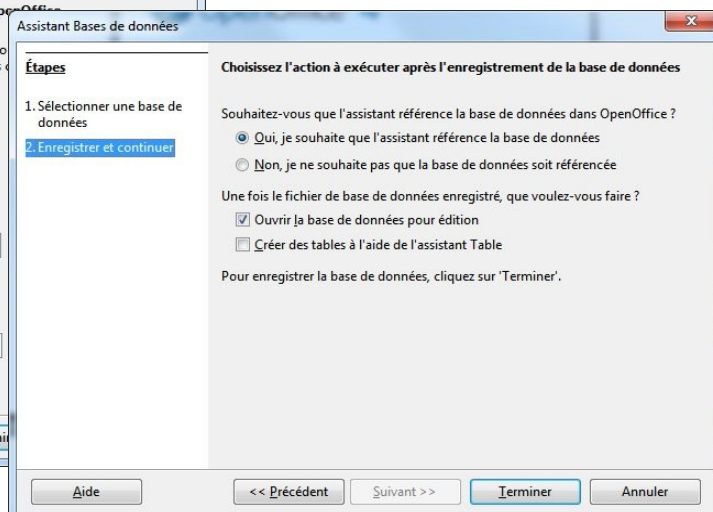 Assistant Bases de données
Étapes
1. Sélectionner une base de
données
2. Enregistrer et continuer
Choisissez l'action à exécuter après l'enregistrement de la base de données
Souhaitez-vous que l'assistant référence la base de données dans OpenOffice ?
Oui, je souhaite que l'assistant référence la base de données
Non, je ne souhaite pas que la base de données soit référencée
Une fois le fichier de base de données enregistré, que voulez-vous faire ?
Ouvrir la base de données pour édition
Créer des tables à l'aide de l'assistant Table
Pour enregistrer la base de données, cliquez sur 'Terminer'.
Aide
<< Précédent
Suivant >>
Terminer
Annuler